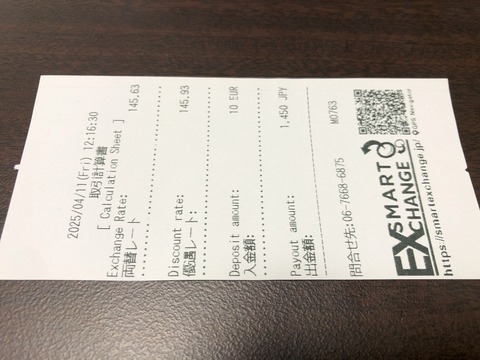 2025/04/11(Fri) 12:16:30
取引計算書
[ Calculation Sheet ]
Exchange Rate: 145.63
両替レート
Discount rate: 145.93
優遇レート:
Deposit amount: 10 EUR
入金額:
Payout amount: 1,450 JPY
出金額:
問合せ先:06-7668-6875 M0763
EX SMART
EXCHANGE
GPS Navigator
https://smartexchange.jp/